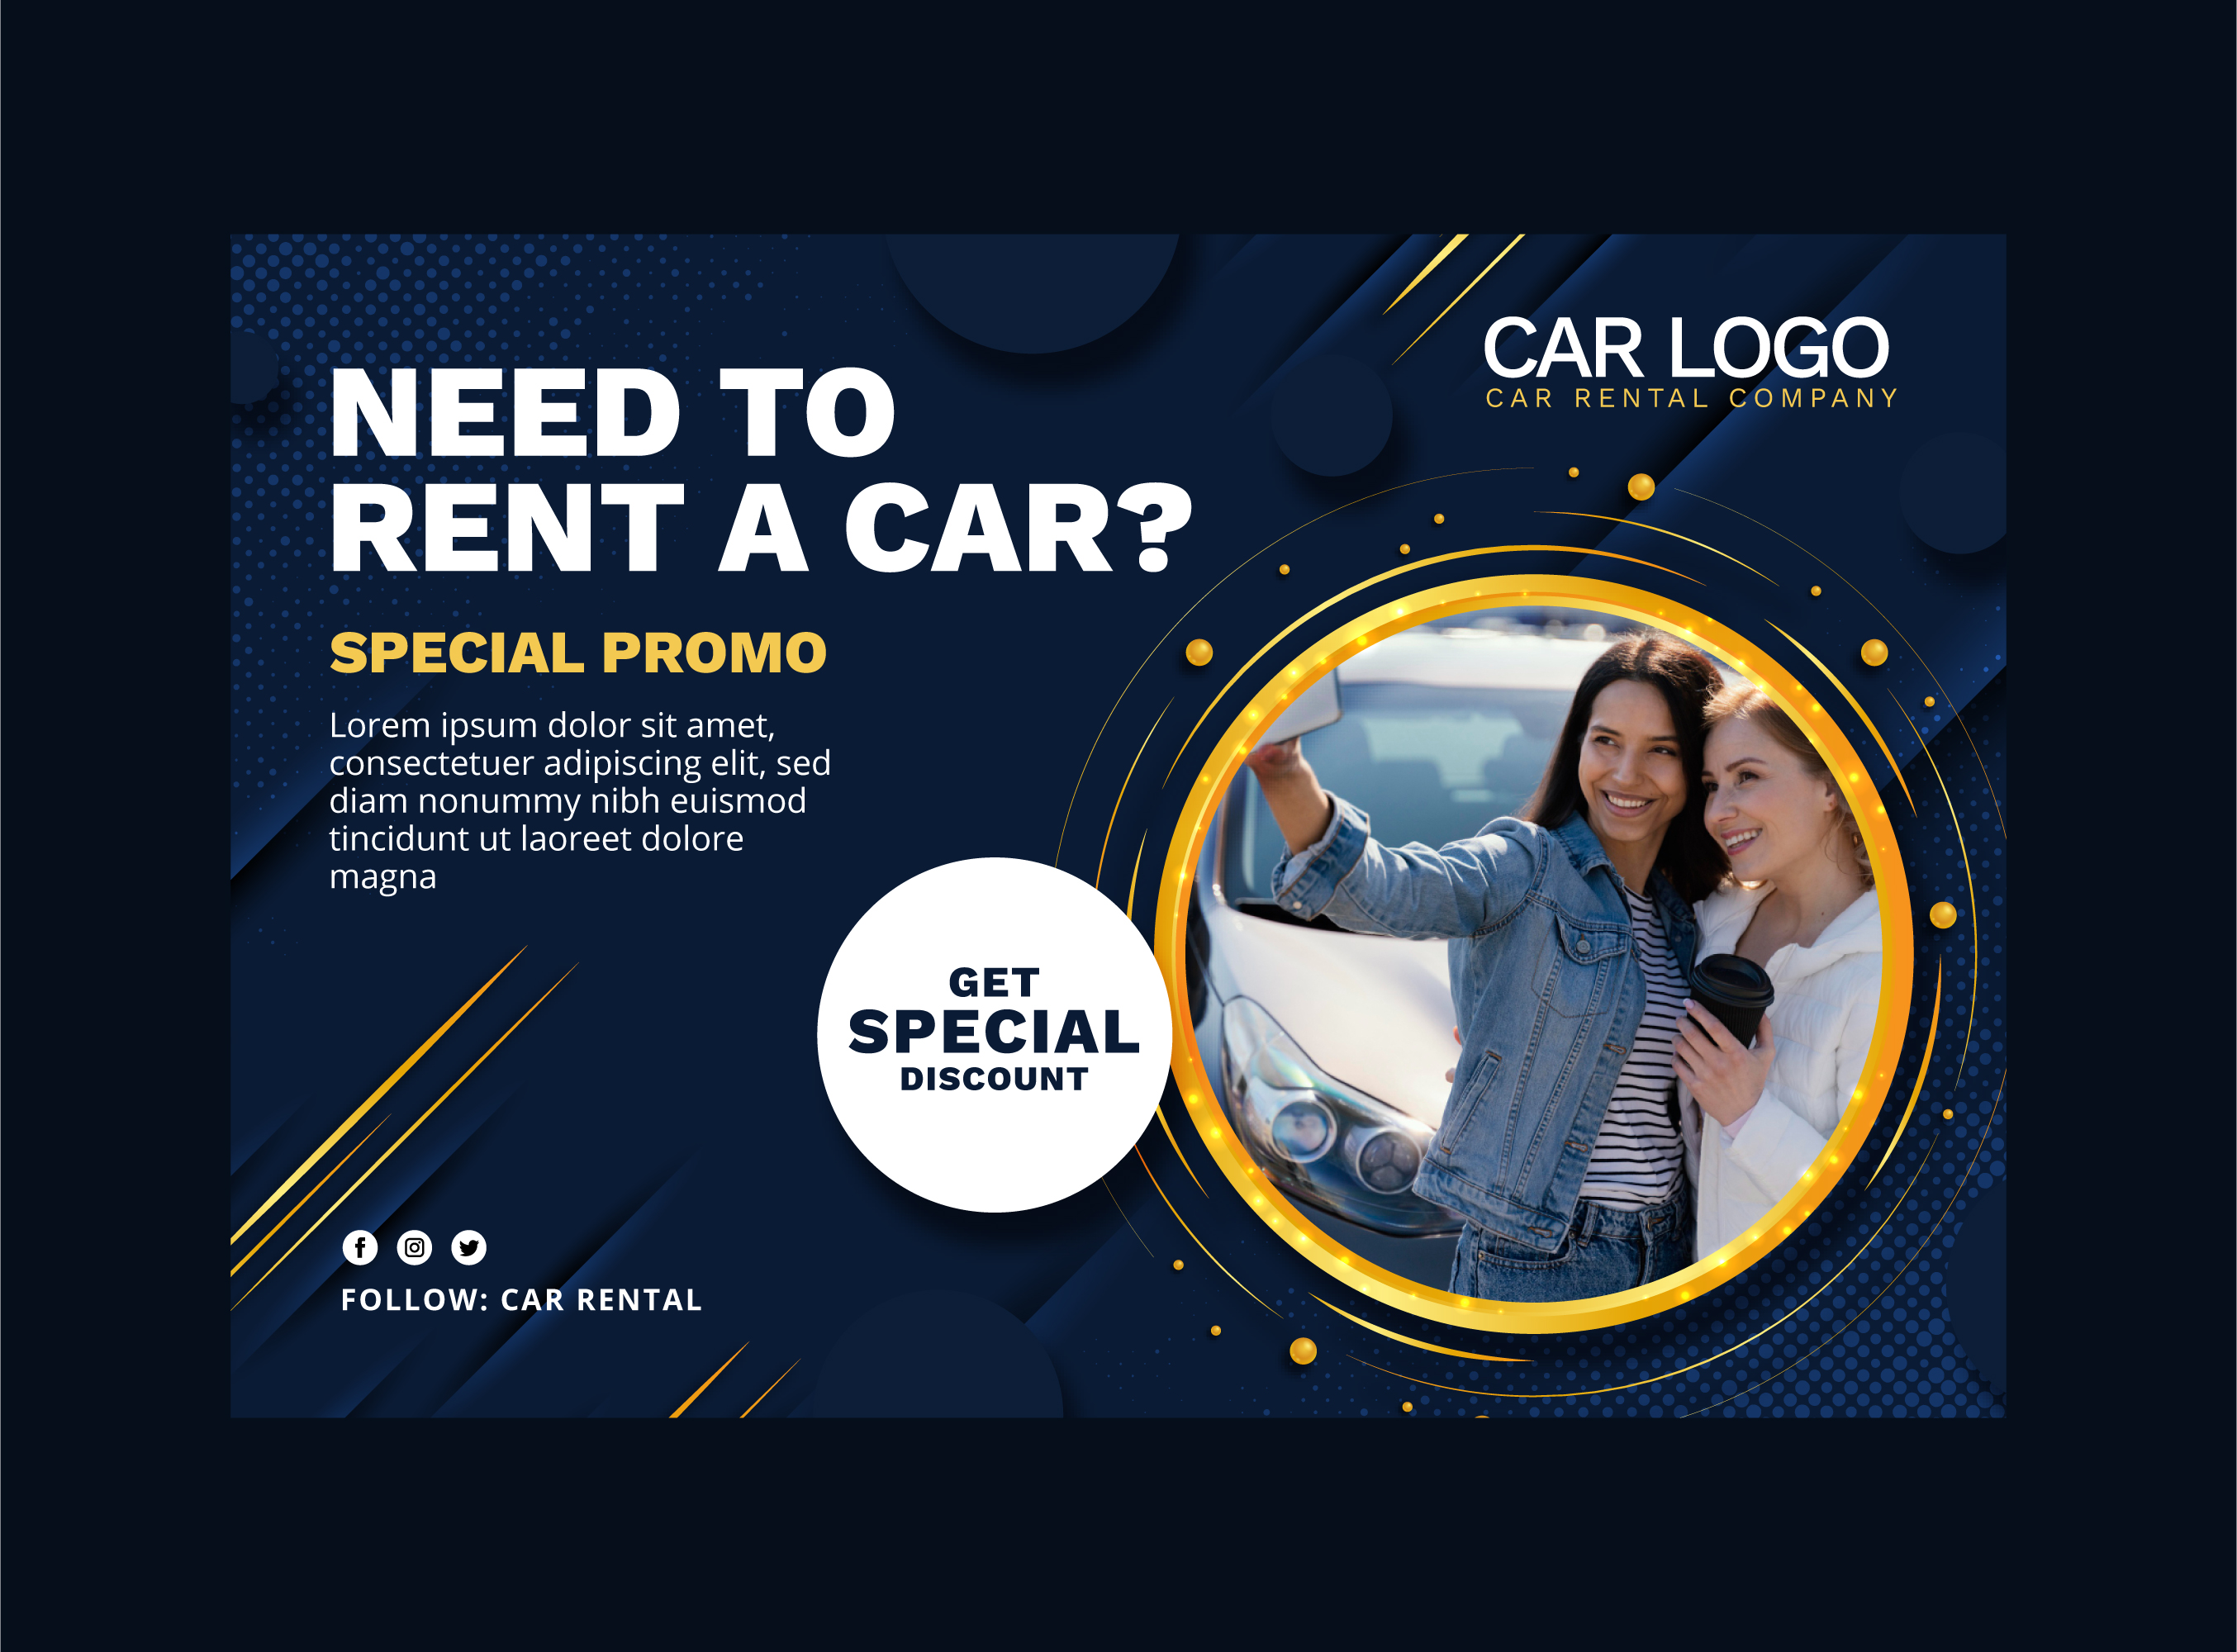 CAR LOGO
CAR RENTAL COMPANY
NEED TO
RENT A CAR?
SPECIAL PROMO
Lorem ipsum dolor sit amet,
consectetuer adipiscing elit, sed
diam nonummy nibh euismod
tincidunt ut laoreet dolore
magna
GET
SPECIAL
DISCOUNT
FOLLOW: CAR RENTAL